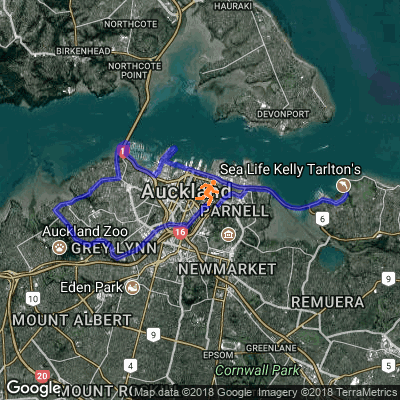 HAURAKI
NORTHCOTE
BIRKENHEAD
NORTHCOTE
POINT
DEVONPORT
1
Sea Life Kelly Tarlton's
Auckland
PARNELL
6
Auckland Zoo
16
GREY LYNN
NEWMARKET
9
Eden Park
10
REMUERA
MOUNT ALBERT
9
GREENLANE
EPSOM
5
Cornwall Park
20
Google
MOUNT RO
Map data ©2018 Google Imagery ©2018 TerraMetrics